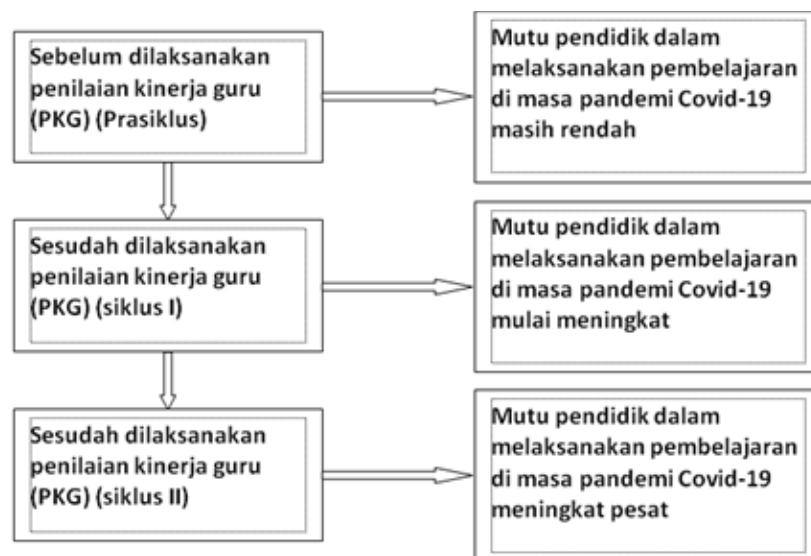 Sebelum dilaksanakan
penilaian kinerja guru
(PKG) (Prasiklus)
Mutu pendidik dalam
melaksanakan pembelajaran
di masa pandemi Covid-19
masih rendah
Sesudah dilaksanakan
penilaian kinerja guru
(PKG) (siklus I)
Mutu pendidik dalam
melaksanakan pembelajaran
di masa pandemi Covid-19
mulai meningkat
Sesudah dilaksanakan
penilaian kinerja guru
(PKG) (siklus II)
Mutu pendidik dalam
melaksanakan pembelajaran
di masa pandemi Covid-19
meningkat pesat